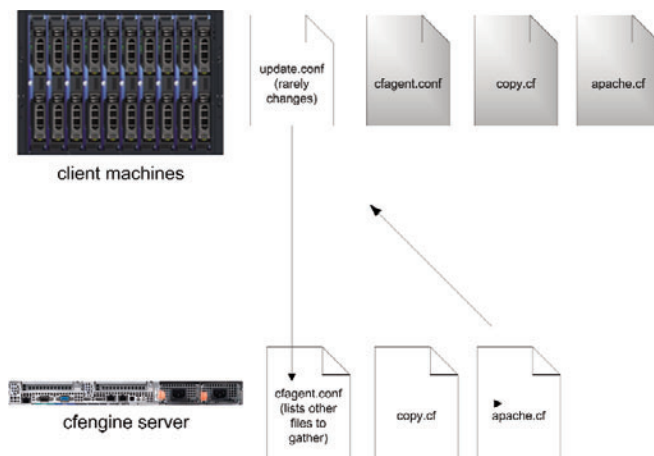 update.conf
(rarely
changes)
cfagent.conf
copy.cf
apache.cf
client machines
cfagent.conf
(lists other
files to
gather)
copy.cf
apache.cf
cfengine server